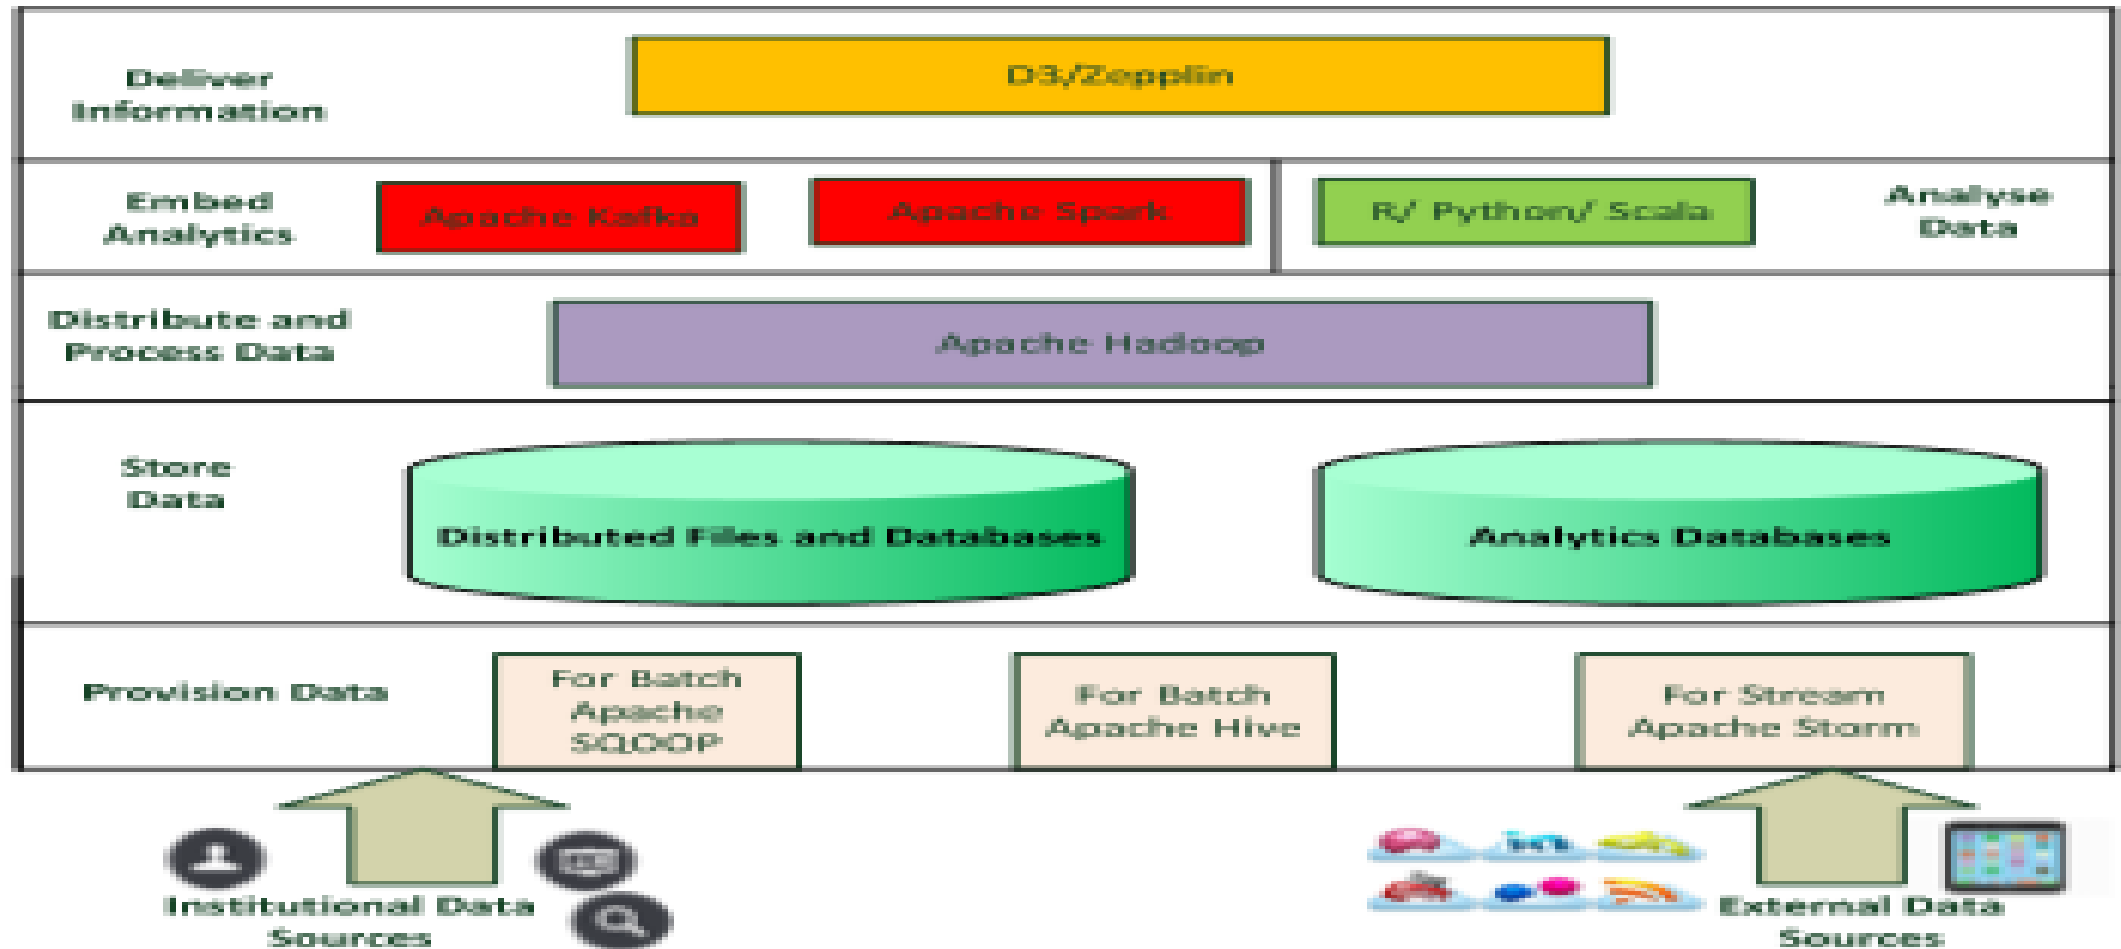 Deliver
Information
D3/Zepplin
Embed
Analytics
Apache Kafka
Apache Spark
R/ Python/ Scala
Analyse
Data
Distribute and
Process Data
Apache Hadoop
Store
Data
Distributed Files and Databases
Analytics Databases
Provision Data
For Batch
Apache
SQOOP
For Batch
Apache Hive
For Stream
Apache Storm
Institutional Data
Sources
External Data
Sources